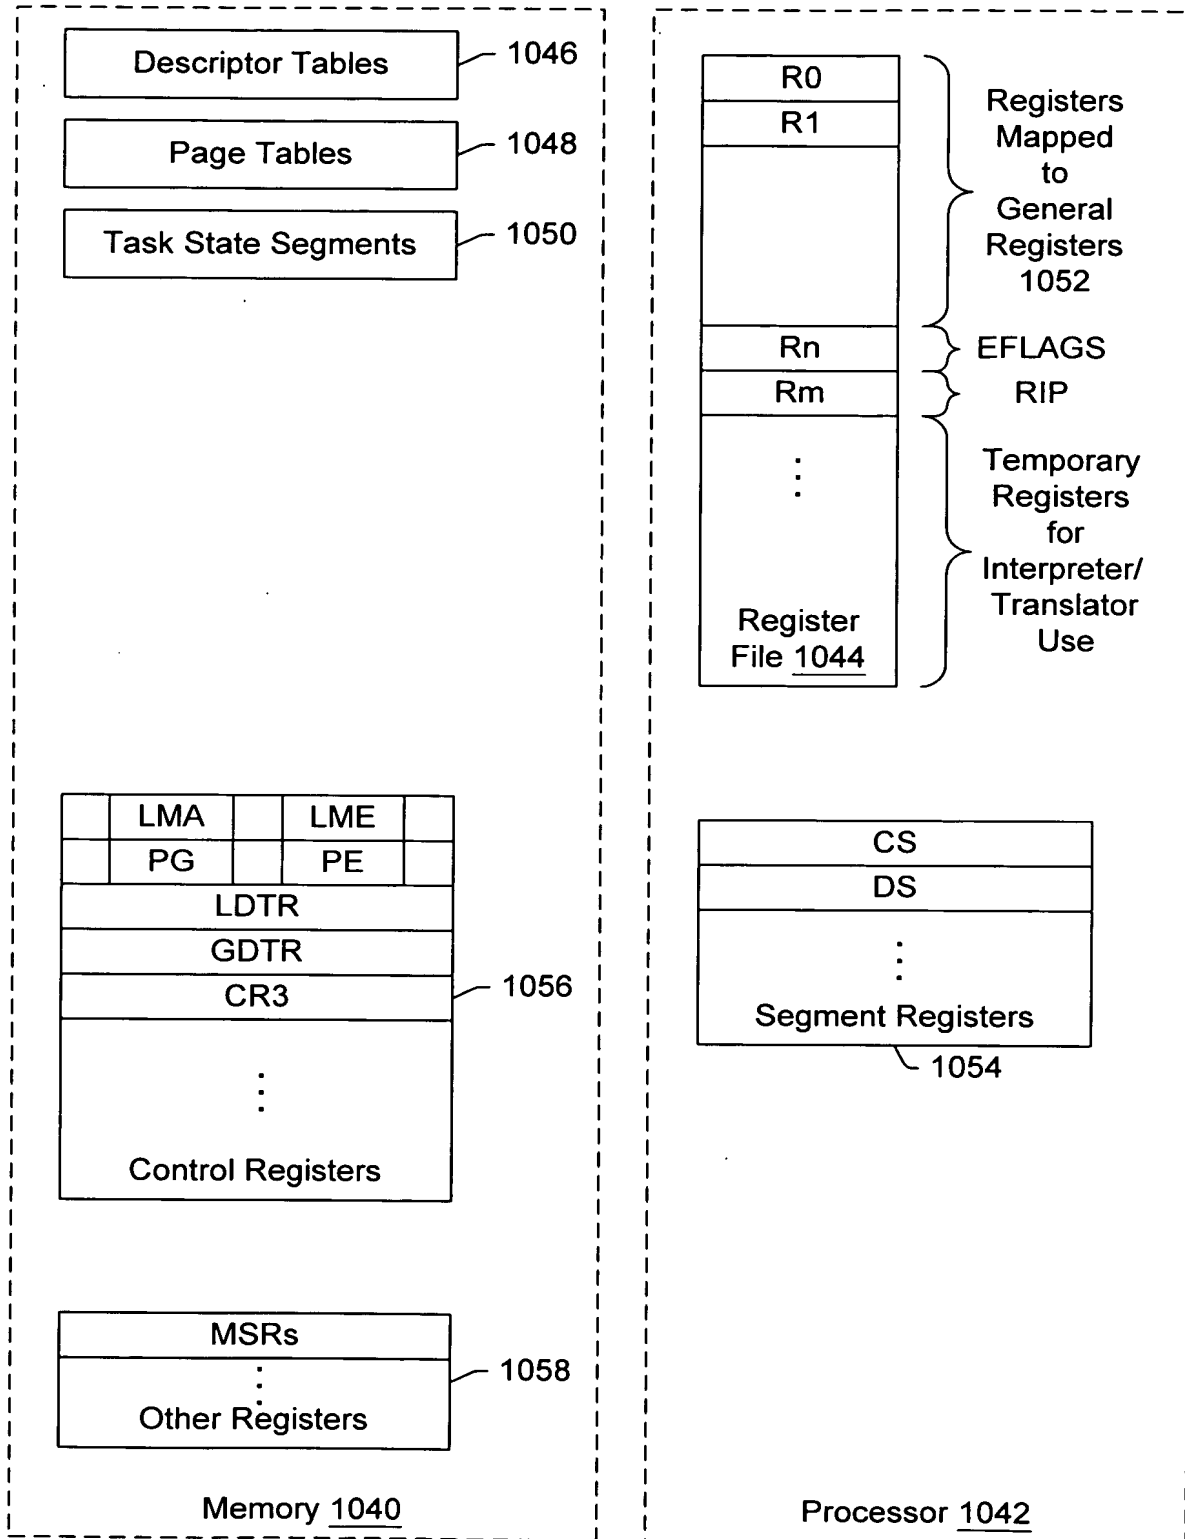 Descriptor Tables
1046
Page Tables
1048
Task State Segments
1050
LMA
LME
PG
PE
LDTR
GDTR
CR3
1056
Control Registers
MSRs
1058
Other Registers
Memory 1040
R0
R1
Registers
Mapped
to
General
Registers
1052
Rn
EFLAGS
Rm
RIP
Temporary
Registers
for
Interpreter/
Translator
Use
Register
File 1044
CS
DS
Segment Registers
1054
Processor 1042